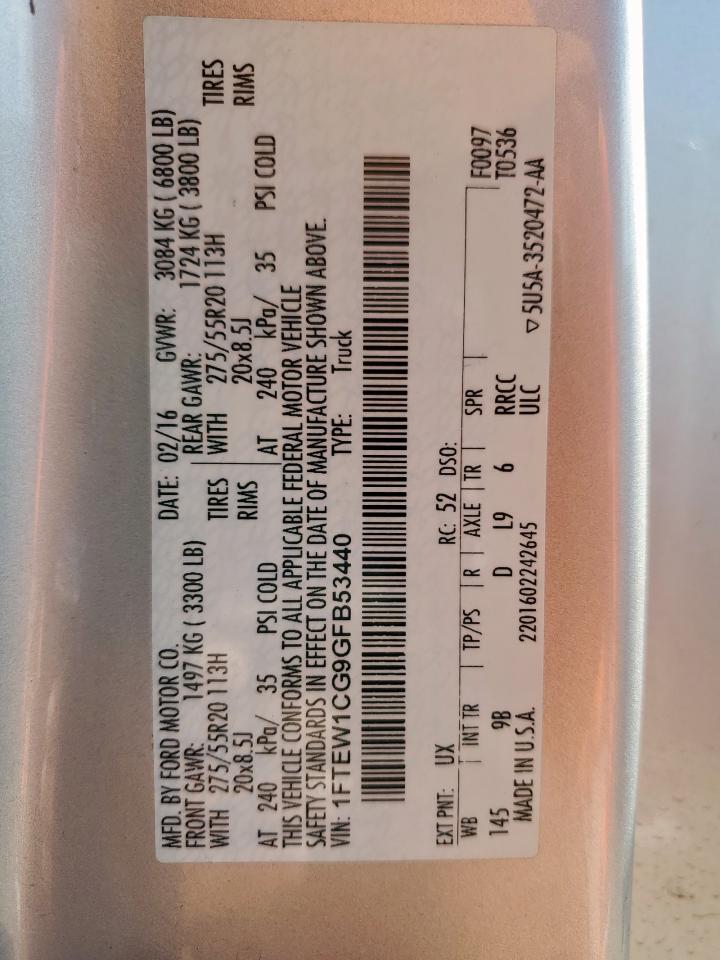 MFD. BY FORD MOTOR CO. DATE: 02/16 GVWR: 3084 KG ( 6800 LB)
FRONT GAWR: 1497 KG ( 3300 LB) REAR GAWR: 1724 KG ( 3800 LB)
WITH 275/55R20 113H TIRES WITH 275/55R20 113H TIRES
20x8.5J RIMS 20x8.5J RIMS
AT 240 kPa/ 35 PSI COLD AT 240 kPa/ 35 PSI COLD
THIS VEHICLE CONFORMS TO ALL APPLICABLE FEDERAL MOTOR VEHICLE
SAFETY STANDARDS IN EFFECT ON THE DATE OF MANUFACTURE SHOWN ABOVE.
VIN: 1FTEW1CG9GFB53440 TYPE: Truck
EXT PNT: UX RC: 52 DSO:
WB INT TR TP/PS R AXLE TR SPR F0097
145 9B D L9 6 RRCC T0536
MADE IN U.S.A. 2201602242645 ULC ▽5U5A-3520472-AA